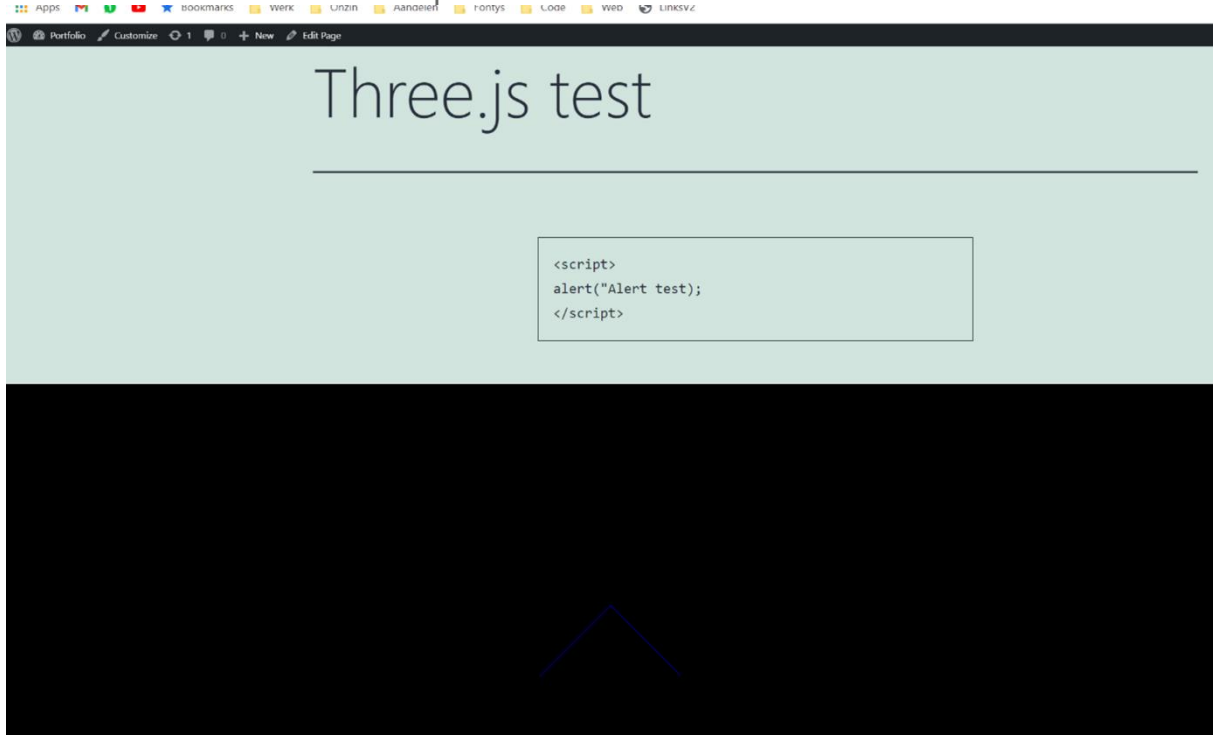 Apps Bookmarks Werk Onzin Aandelen Fontys Code Web LinksV2
Portfolio Customize 1 0 New Edit Page
Three.js test
<script>
alert("Alert test);
</script>